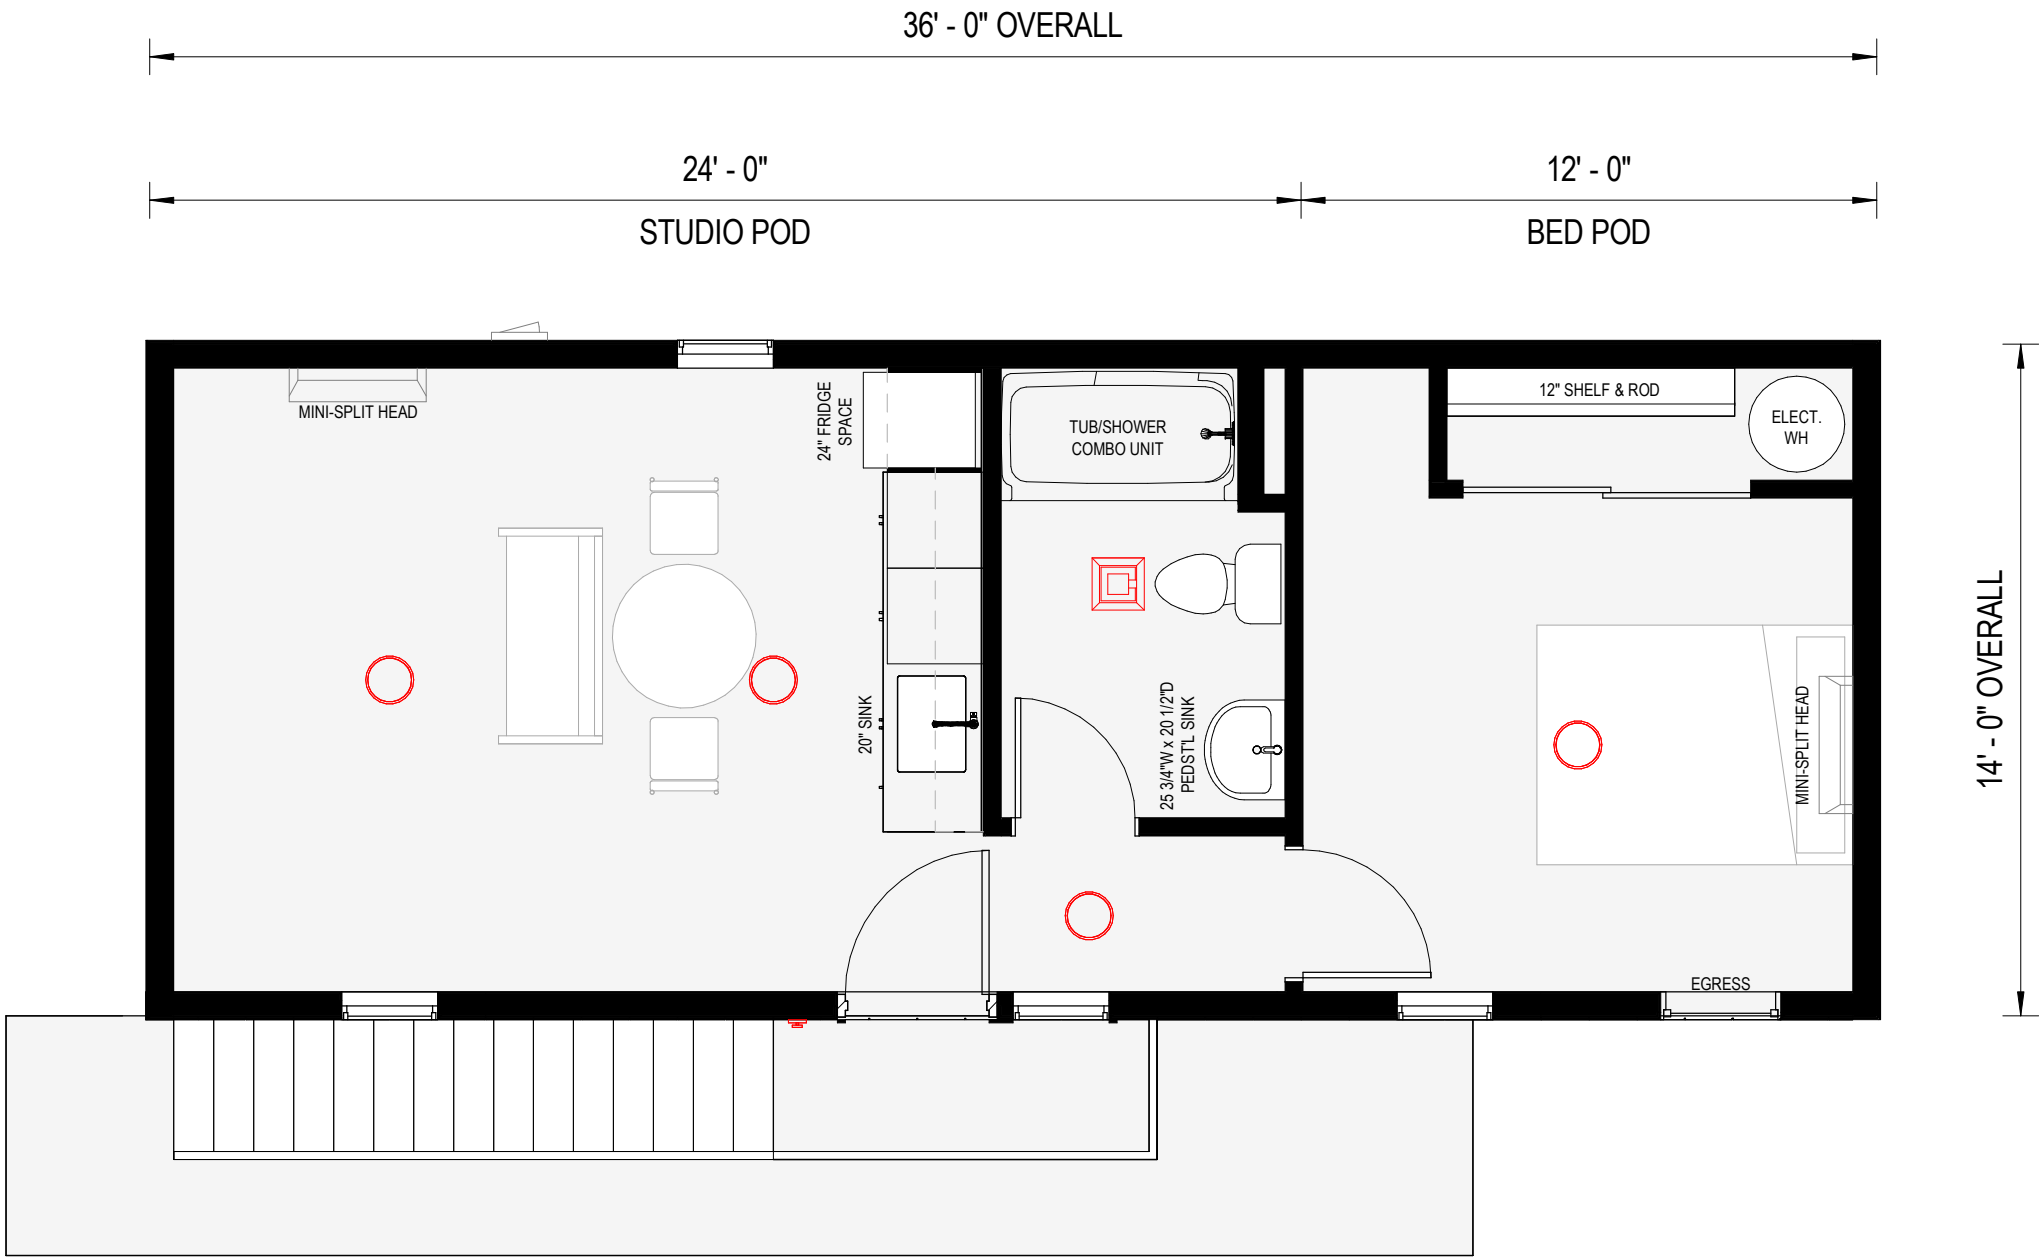 36' - 0" OVERALL
24' - 0"
12' - 0"
STUDIO POD
BED POD
MINI-SPLIT HEAD
24" FRIDGE
SPACE
TUB/SHOWER
COMBO UNIT
12" SHELF & ROD
ELECT.
WH
14' - 0" OVERALL
20" SINK
25 3/4"W x 20 1/2"D
PEDST'L SINK
MINI-SPLIT HEAD
EGRESS